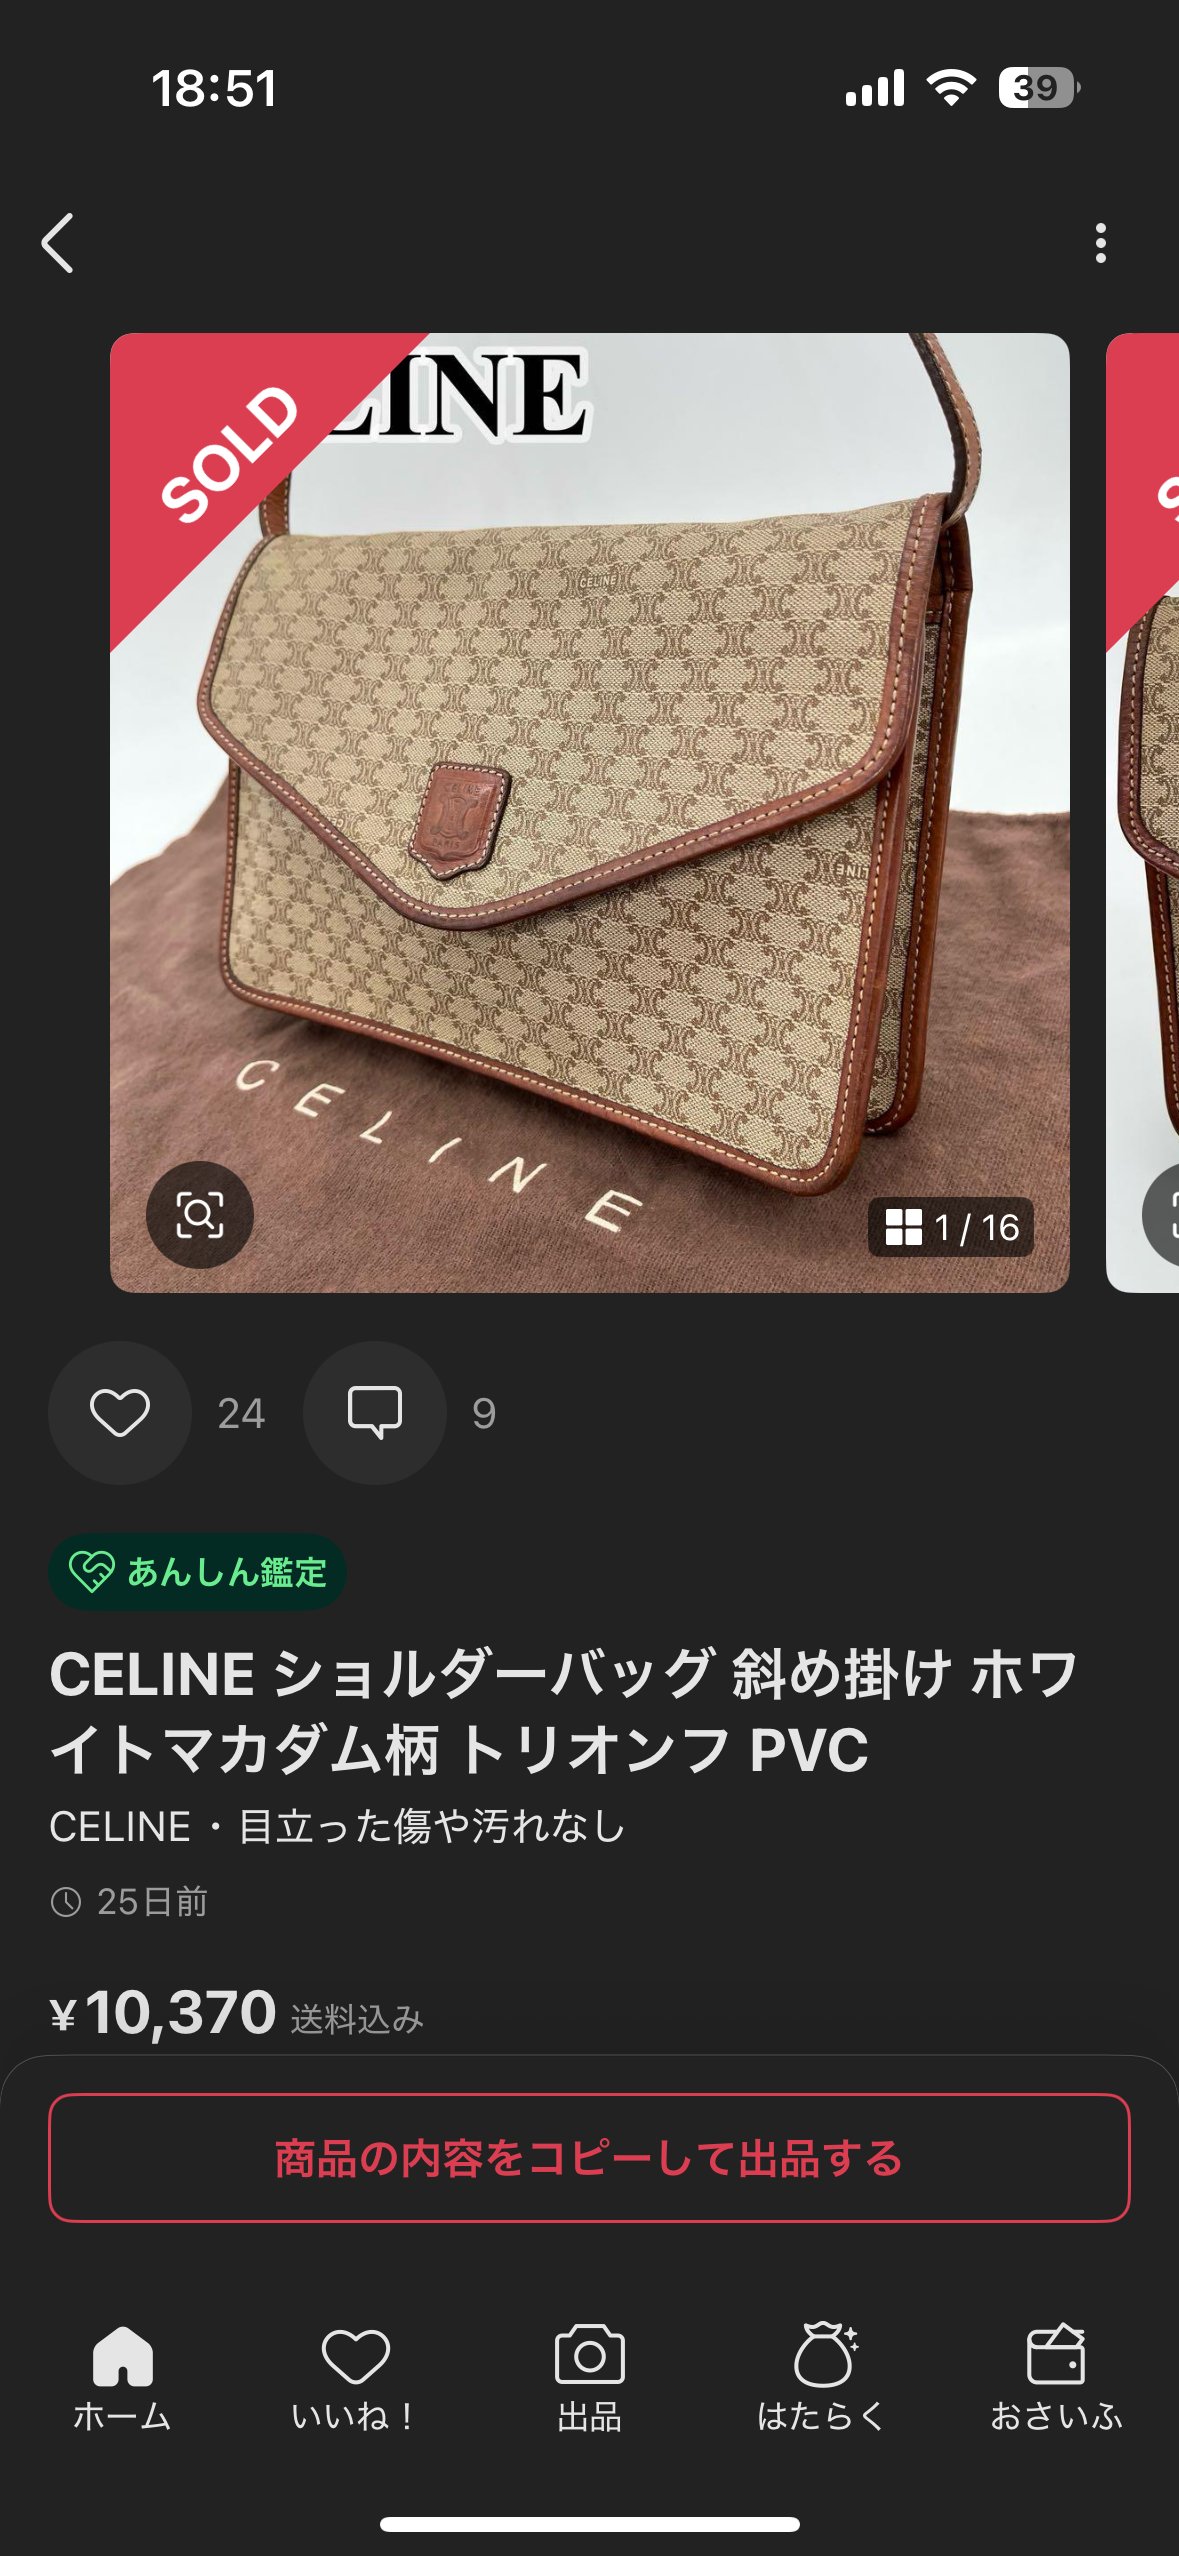 18:51
39
SOLD
LINE
CELINE
CELINE
PARIS
CELINE
1 / 16
24
9
あんしん鑑定
CELINE ショルダーバッグ 斜め掛け ホワ
イトマカダム柄 トリオンフ PVC
CELINE・目立った傷や汚れなし
25日前
¥10,370 送料込み
商品の内容をコピーして出品する
ホーム
いいね！
出品
はたらく
おさいふ